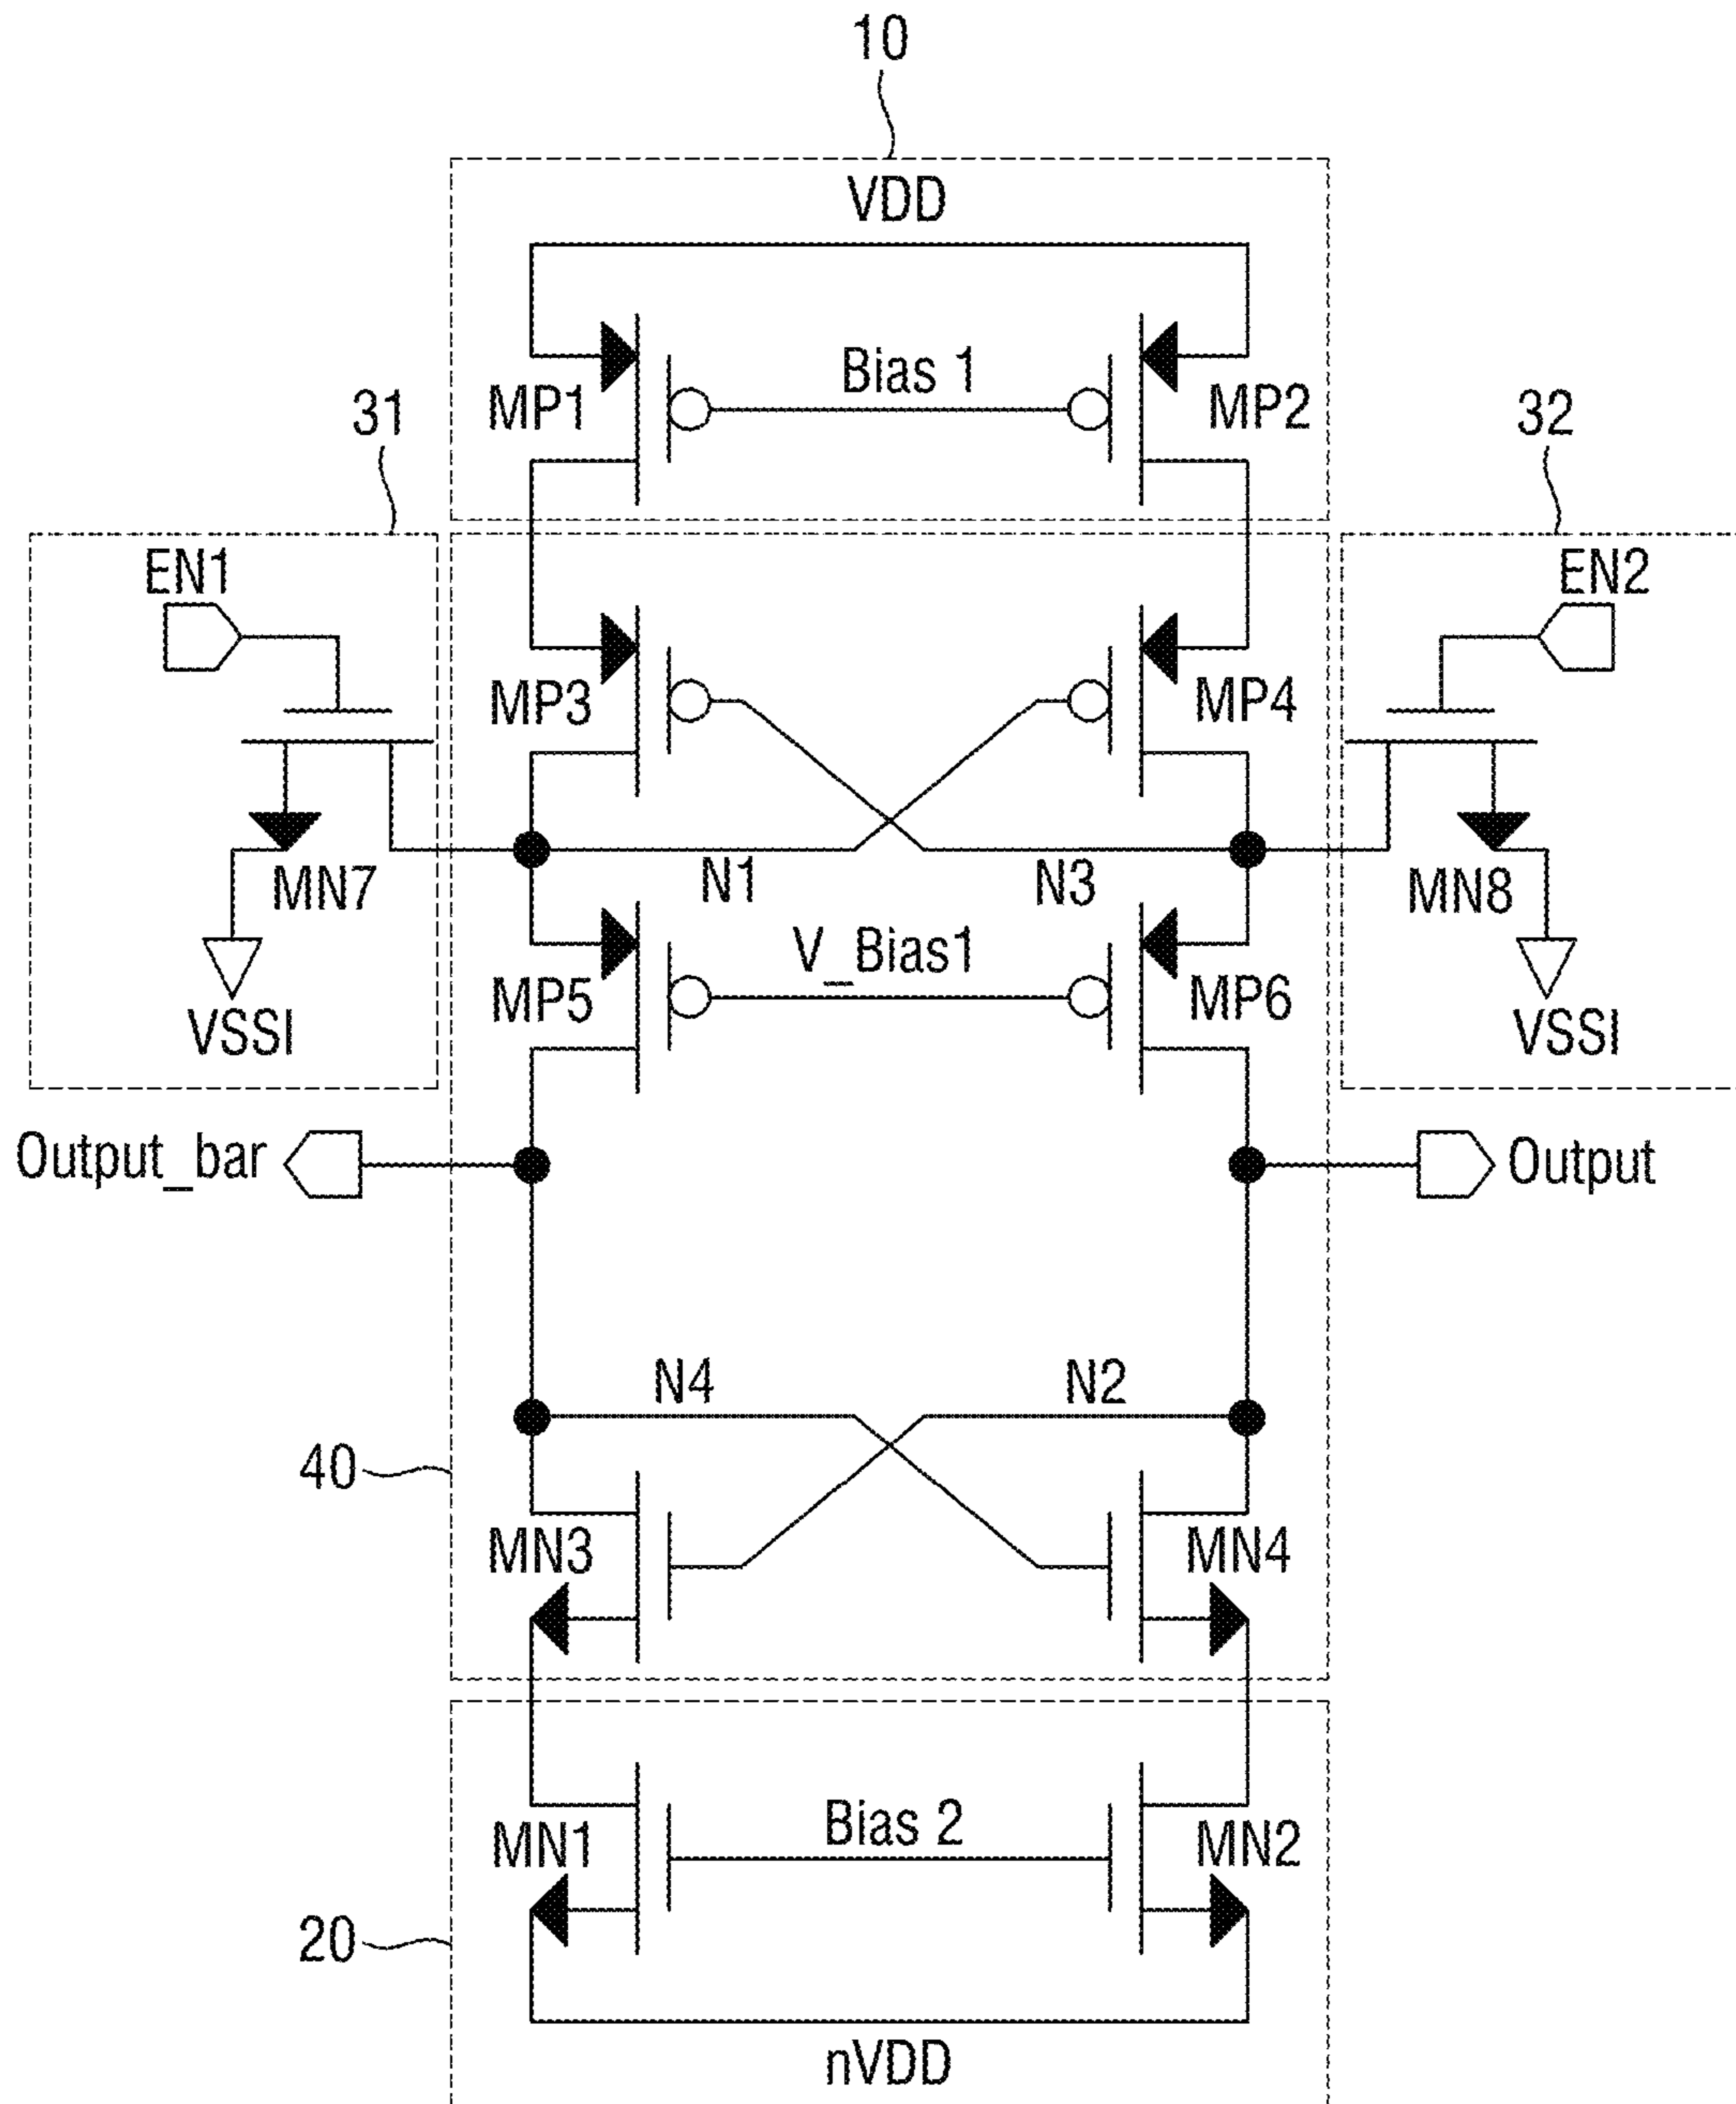 10
VDD
Bias 1
MP1
MP2
31
32
EN1
EN2
MP3
MP4
MN7
N1
N3
MN8
V_Bias1
MP5
MP6
VSSI
VSSI
Output_bar
Output
N4
N2
40
MN3
MN4
Bias 2
MN1
MN2
20
nVDD